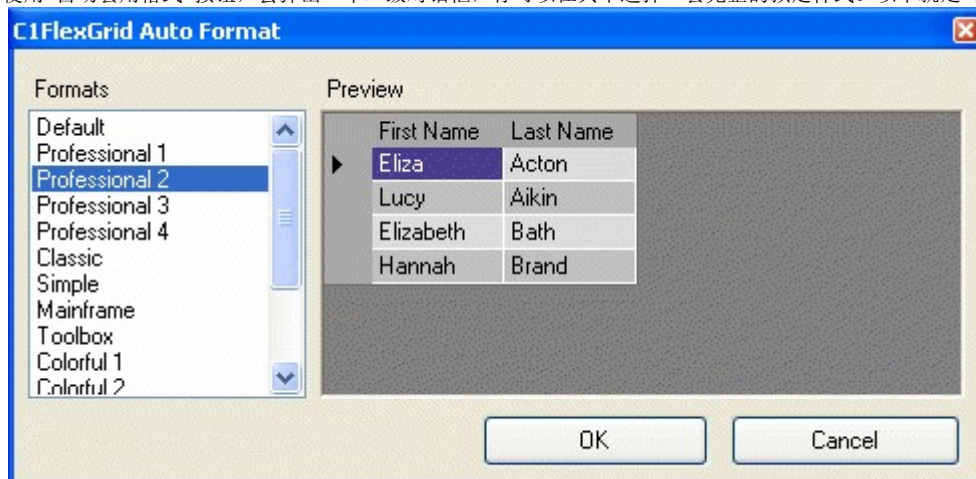 C1FlexGrid Auto Format
Formats
Default
Professional 1
Professional 2
Professional 3
Professional 4
Classic
Simple
Mainframe
Toolbox
Colorful 1
Colorful 2
Preview
First Name Last Name
Eliza Acton
Lucy Aikin
Elizabeth Bath
Hannah Brand
OK
Cancel